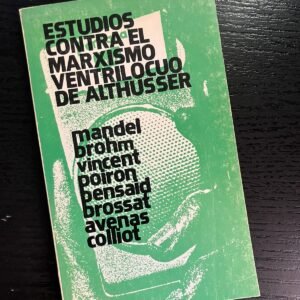 ESTUDIOS
CONTRA EL
MARXISMO
VENTRILOCUO
DE ALTHUSSER
mandel
brohm
vincent
poiron
bensaid
brossat
avenas
colliot